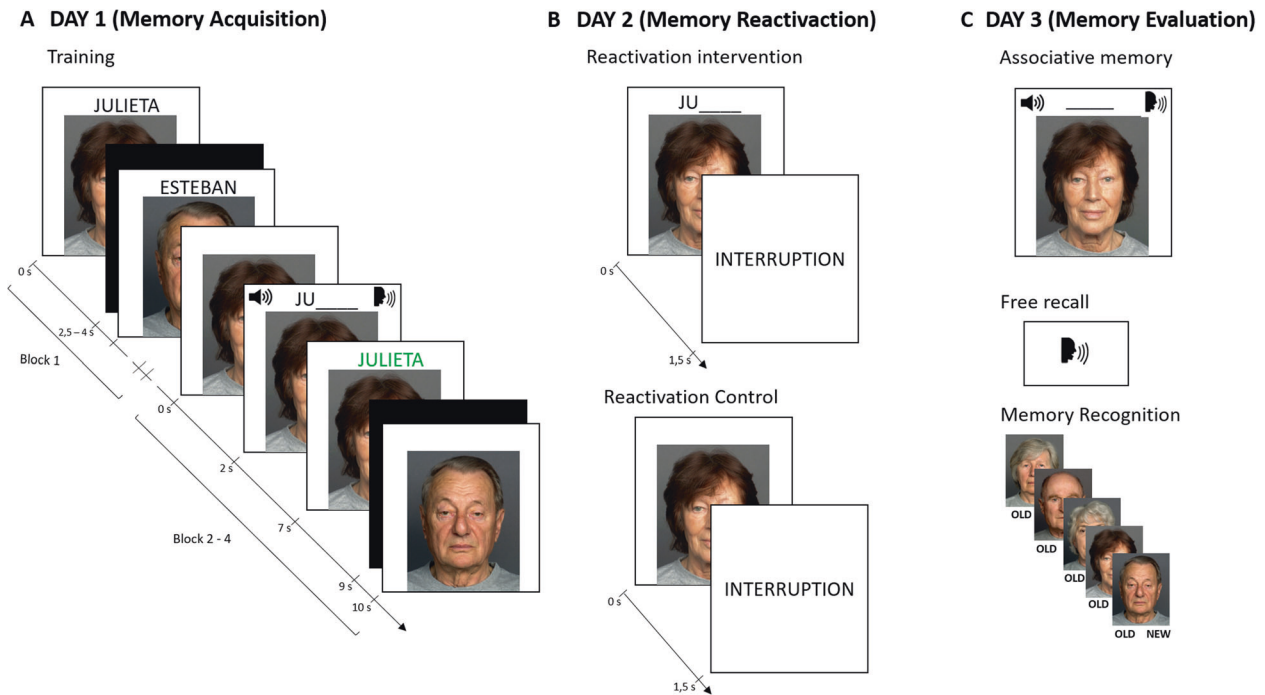 A DAY 1 (Memory Acquisition)
Training
JULIETA
ESTEBAN
JU____
JULIETA
0 s
2,5 – 4 s
Block 1
0 s
2 s
7 s
9 s
10 s
Block 2 - 4
B DAY 2 (Memory Reactivaction)
Reactivation intervention
JU____
INTERRUPTION
0 s
1,5 s
Reactivation Control
INTERRUPTION
0 s
1,5 s
C DAY 3 (Memory Evaluation)
Associative memory
_____
Free recall
Memory Recognition
OLD
OLD
OLD
OLD
OLD NEW